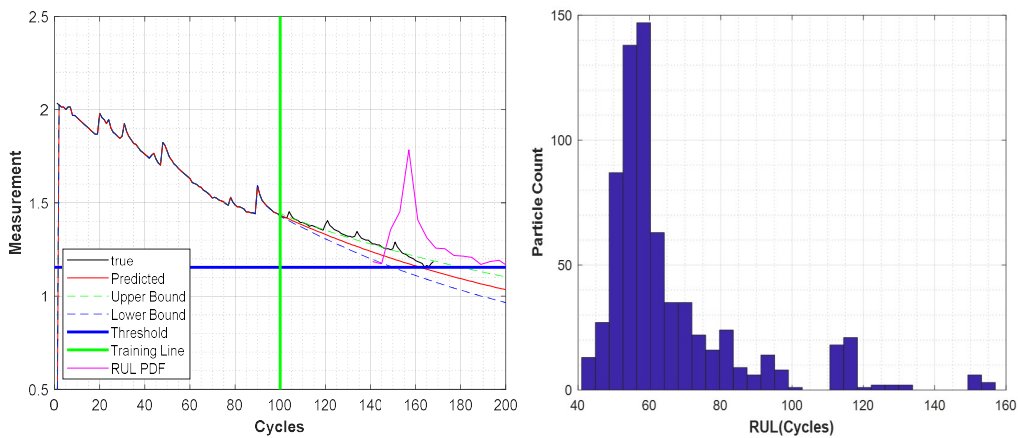 2.5
2
1.5
1
0.5
Measurement
true
Predicted
Upper Bound
Lower Bound
Threshold
Training Line
RUL PDF
0 20 40 60 80 100 120 140 160 180 200
Cycles
150
100
50
0
Particle Count
40 60 80 100 120 140 160
RUL(Cycles)